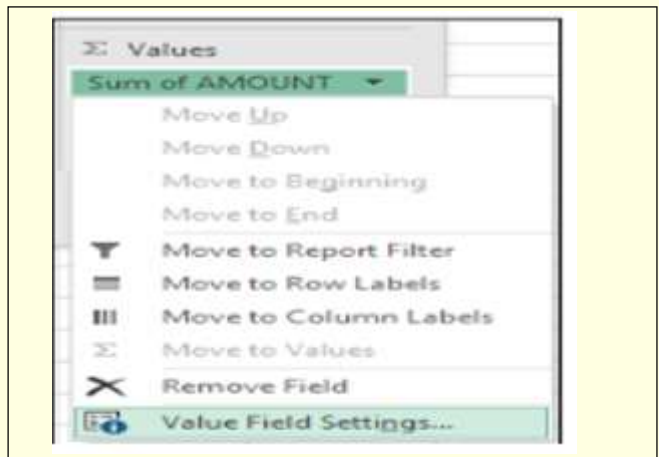 Σ Values
Sum of AMOUNT
Move Up
Move Down
Move to Beginning
Move to End
Move to Report Filter
Move to Row Labels
Move to Column Labels
Σ Move to Values
Remove Field
Value Field Settings...